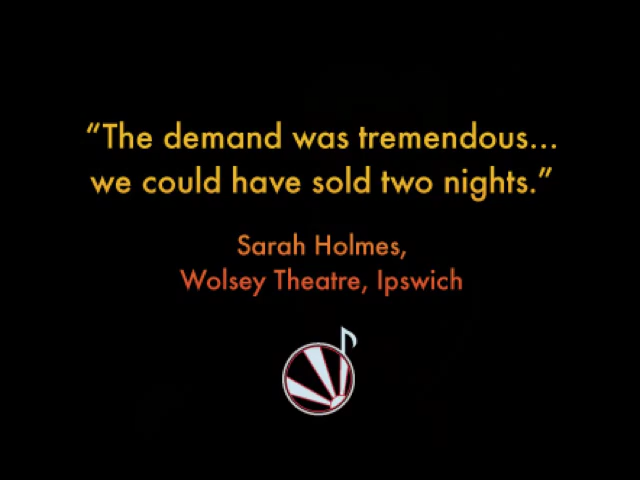 “The demand was tremendous...
we could have sold two nights.”
Sarah Holmes,
Wolsey Theatre, Ipswich